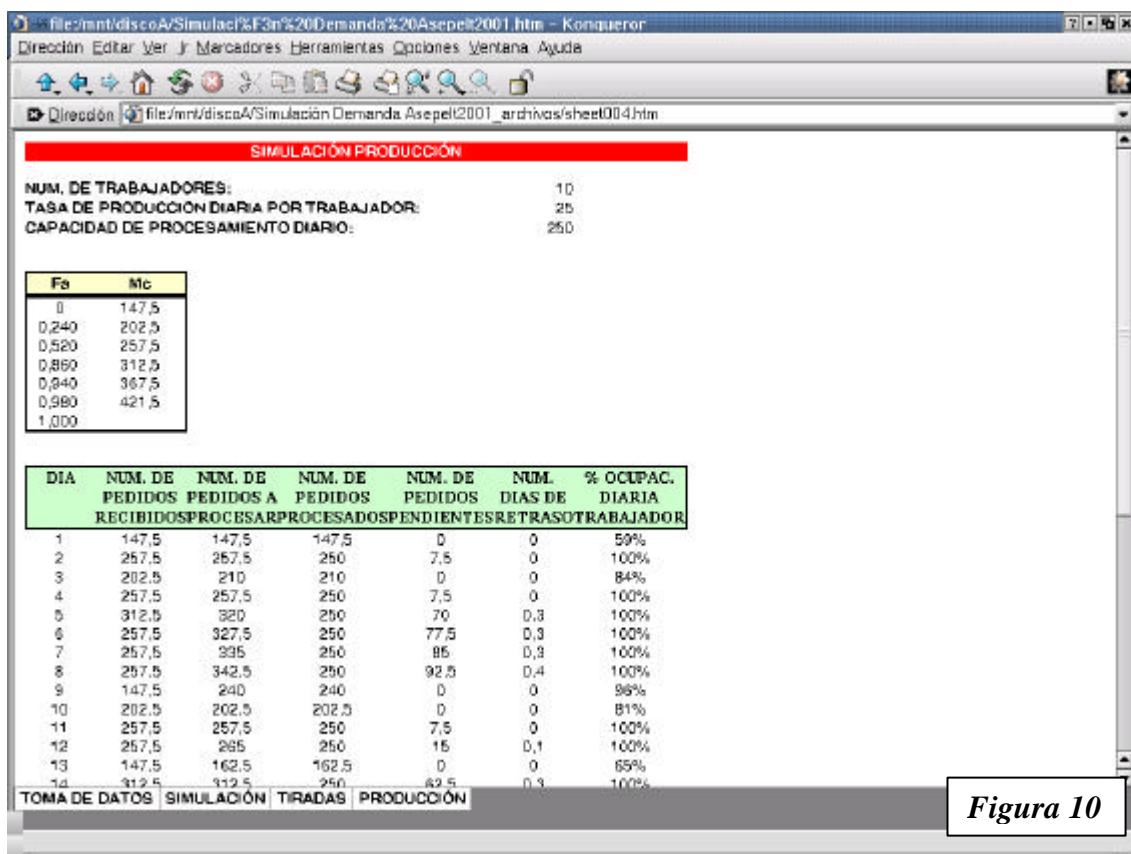 file:/mnt/discoA/Simulaci%F3n%20Demanda%20Asepelt2001.htm - Konqueror
Dirección Editar Ver Ir Marcadores Herramientas Opciones Ventana Ayuda
Dirección file:/mnt/discoA/Simulación Demanda Asepelt2001_archivos/sheet004.htm
SIMULACIÓN PRODUCCIÓN
NUM. DE TRABAJADORES: 10
TASA DE PRODUCCIÓN DIARIA POR TRABAJADOR: 25
CAPACIDAD DE PROCESAMIENTO DIARIO: 250
Fa Mc
0 147,5
0,240 202,5
0,520 257,5
0,860 312,5
0,940 367,5
0,980 421,5
1,000
DIA NUM. DE NUM. DE NUM. DE NUM. DE NUM. % OCUPAC.
PEDIDOS PEDIDOS A PEDIDOS PEDIDOS DIAS DE DIARIA
RECIBIDOS PROCESAR PROCESADOS PENDIENTES RETRASO TRABAJADOR
1 147,5 147,5 147,5 0 0 59%
2 257,5 257,5 250 7,5 0 100%
3 202,5 210 210 0 0 84%
4 257,5 257,5 250 7,5 0 100%
5 312,5 320 250 70 0,3 100%
6 257,5 327,5 250 77,5 0,3 100%
7 257,5 335 250 85 0,3 100%
8 257,5 342,5 250 92,5 0,4 100%
9 147,5 240 240 0 0 96%
10 202,5 202,5 202,5 0 0 81%
11 257,5 257,5 250 7,5 0 100%
12 257,5 265 250 15 0,1 100%
13 147,5 162,5 162,5 0 0 65%
14 312,5 312,5 250 62,5 0,3 100%
TOMA DE DATOS SIMULACIÓN TIRADAS PRODUCCIÓN
Figura 10